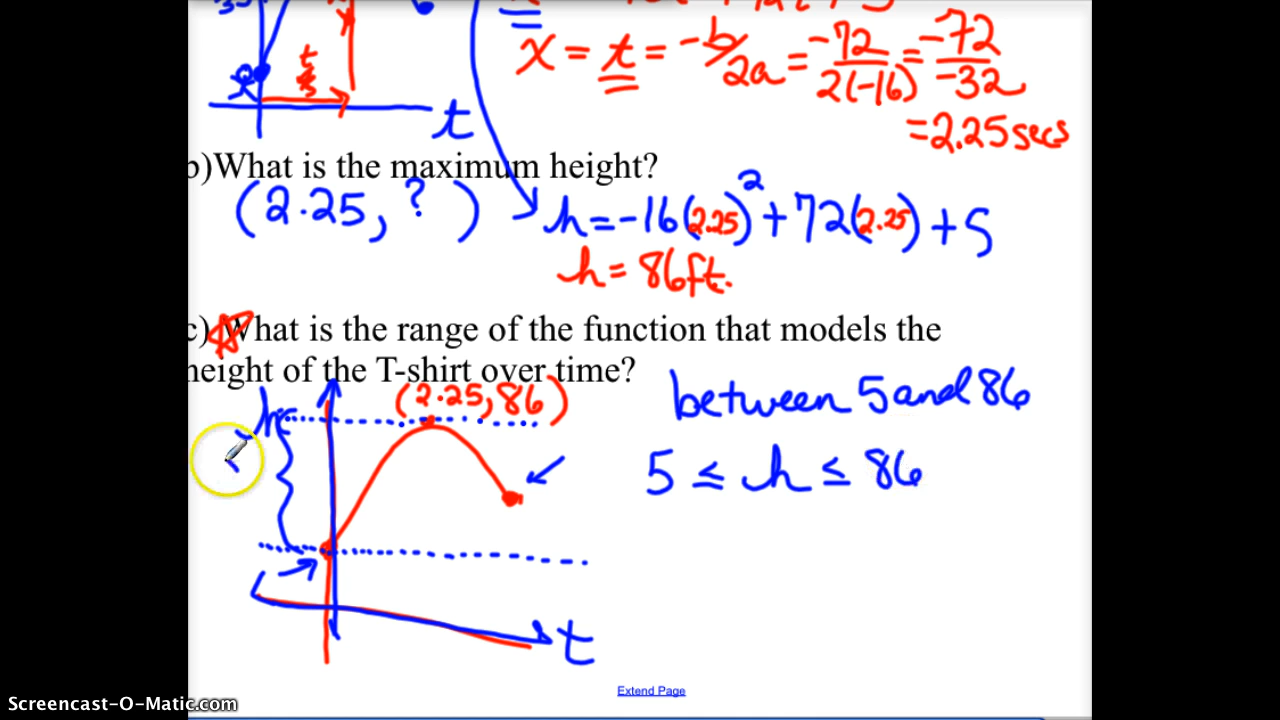 x = t = -b/2a = -72/2(-16) = -72/-32
= 2.25 secs
t
b)What is the maximum height?
(2.25, ? )
h = -16(2.25)² + 72(2.25) + 5
h = 86ft.
c) What is the range of the function that models the
height of the T-shirt over time?
h
(2.25, 86)
between 5 and 86
5 ≤ h ≤ 86
t
Extend Page
Screencast-O-Matic.com